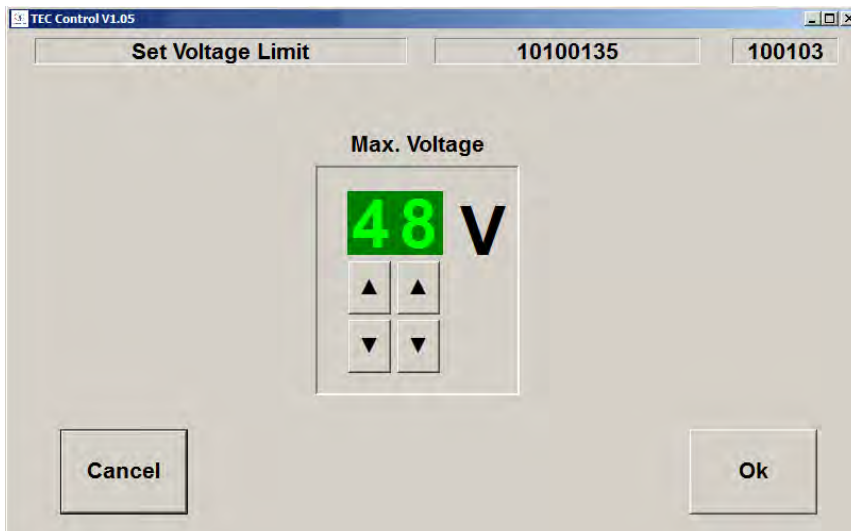 TEC Control V1.05
Set Voltage Limit 10100135 100103
Max. Voltage
48 V
Cancel Ok